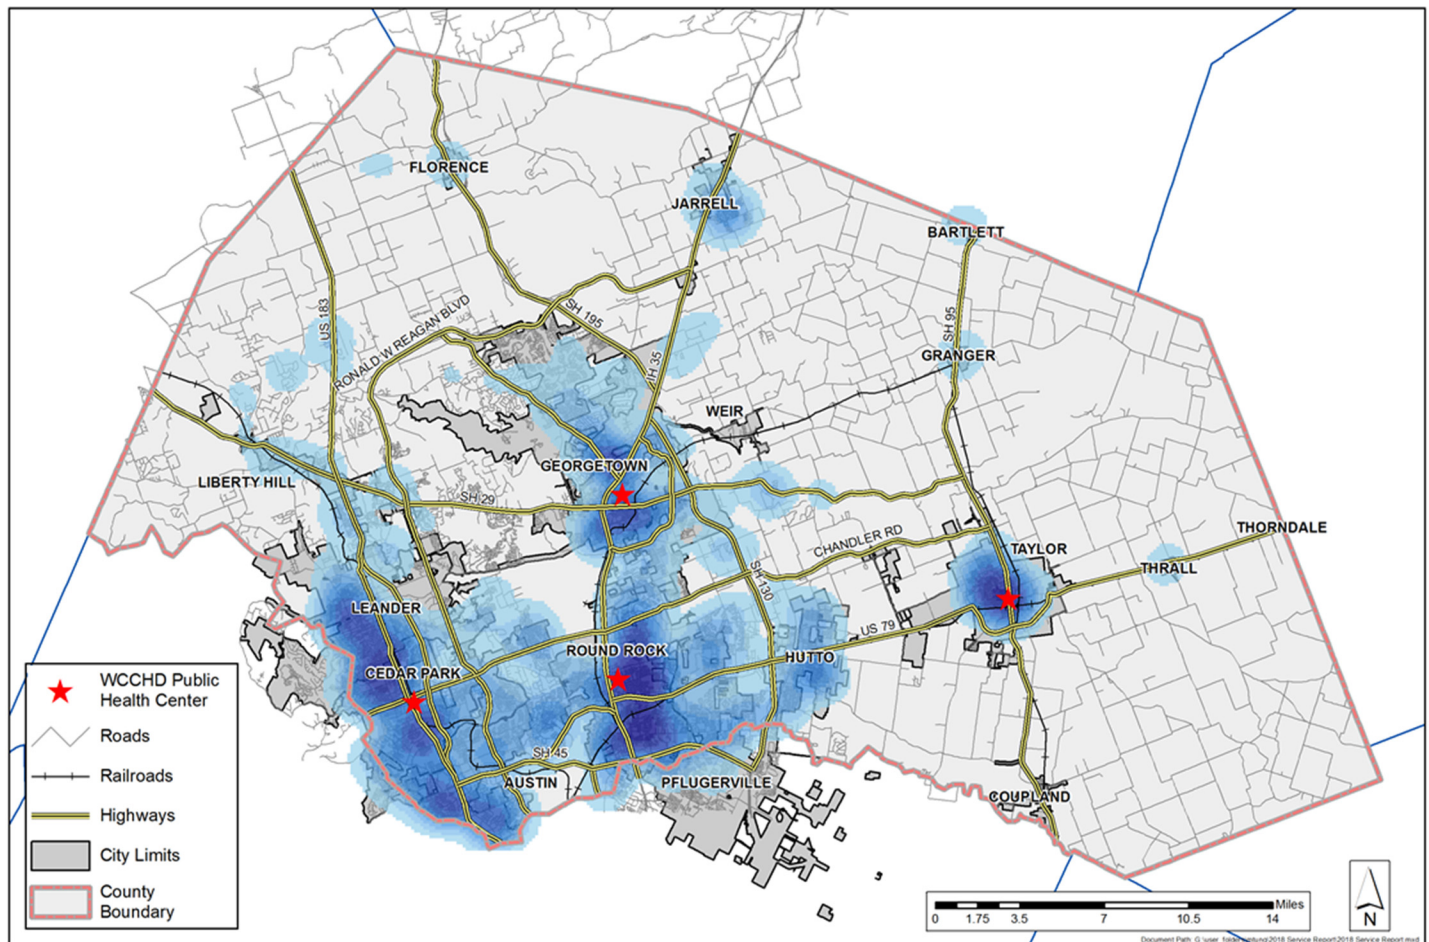 FLORENCE
JARRELL
BARTLETT
US 183
RONALD W REAGAN BLVD
SH 195
IH 35
SH 95
GRANGER
WEIR
GEORGETOWN
LIBERTY HILL
SH 29
CHANDLER RD
THORNDALE
TAYLOR
THRALL
SH 130
LEANDER
US 79
ROUND ROCK
HUTTO
CEDAR PARK
SH 45
AUSTIN
PFLUGERVILLE
COUPLAND
WCCHD Public
Health Center
Roads
Railroads
Highways
City Limits
County
Boundary
Miles
0 1.75 3.5 7 10.5 14
N